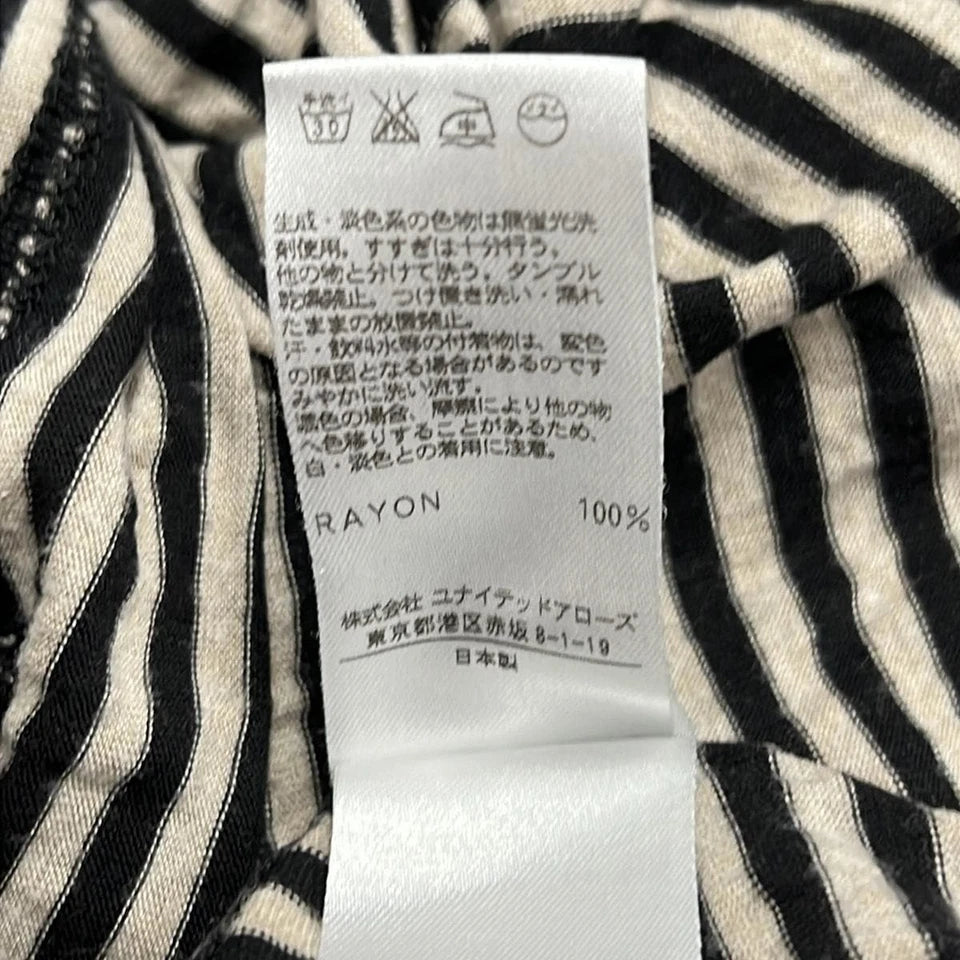 手洗イ
30
中
生成・淡色系の色物は無蛍光洗
剤使用。すすぎは十分行う。
他の物と分けて洗う。タンブル
乾燥禁止。つけ置き洗い・濡れ
たままの放置禁止。
汗・飲料水等の付着物は、変色
の原因となる場合があるのです
みやかに洗い流す。
濃色の場合、摩擦により他の物
へ色移りすることがあるため、
白・淡色との着用に注意。
RAYON 100%
株式会社 ユナイテッドアローズ
東京都港区赤坂8-1-19
日本製